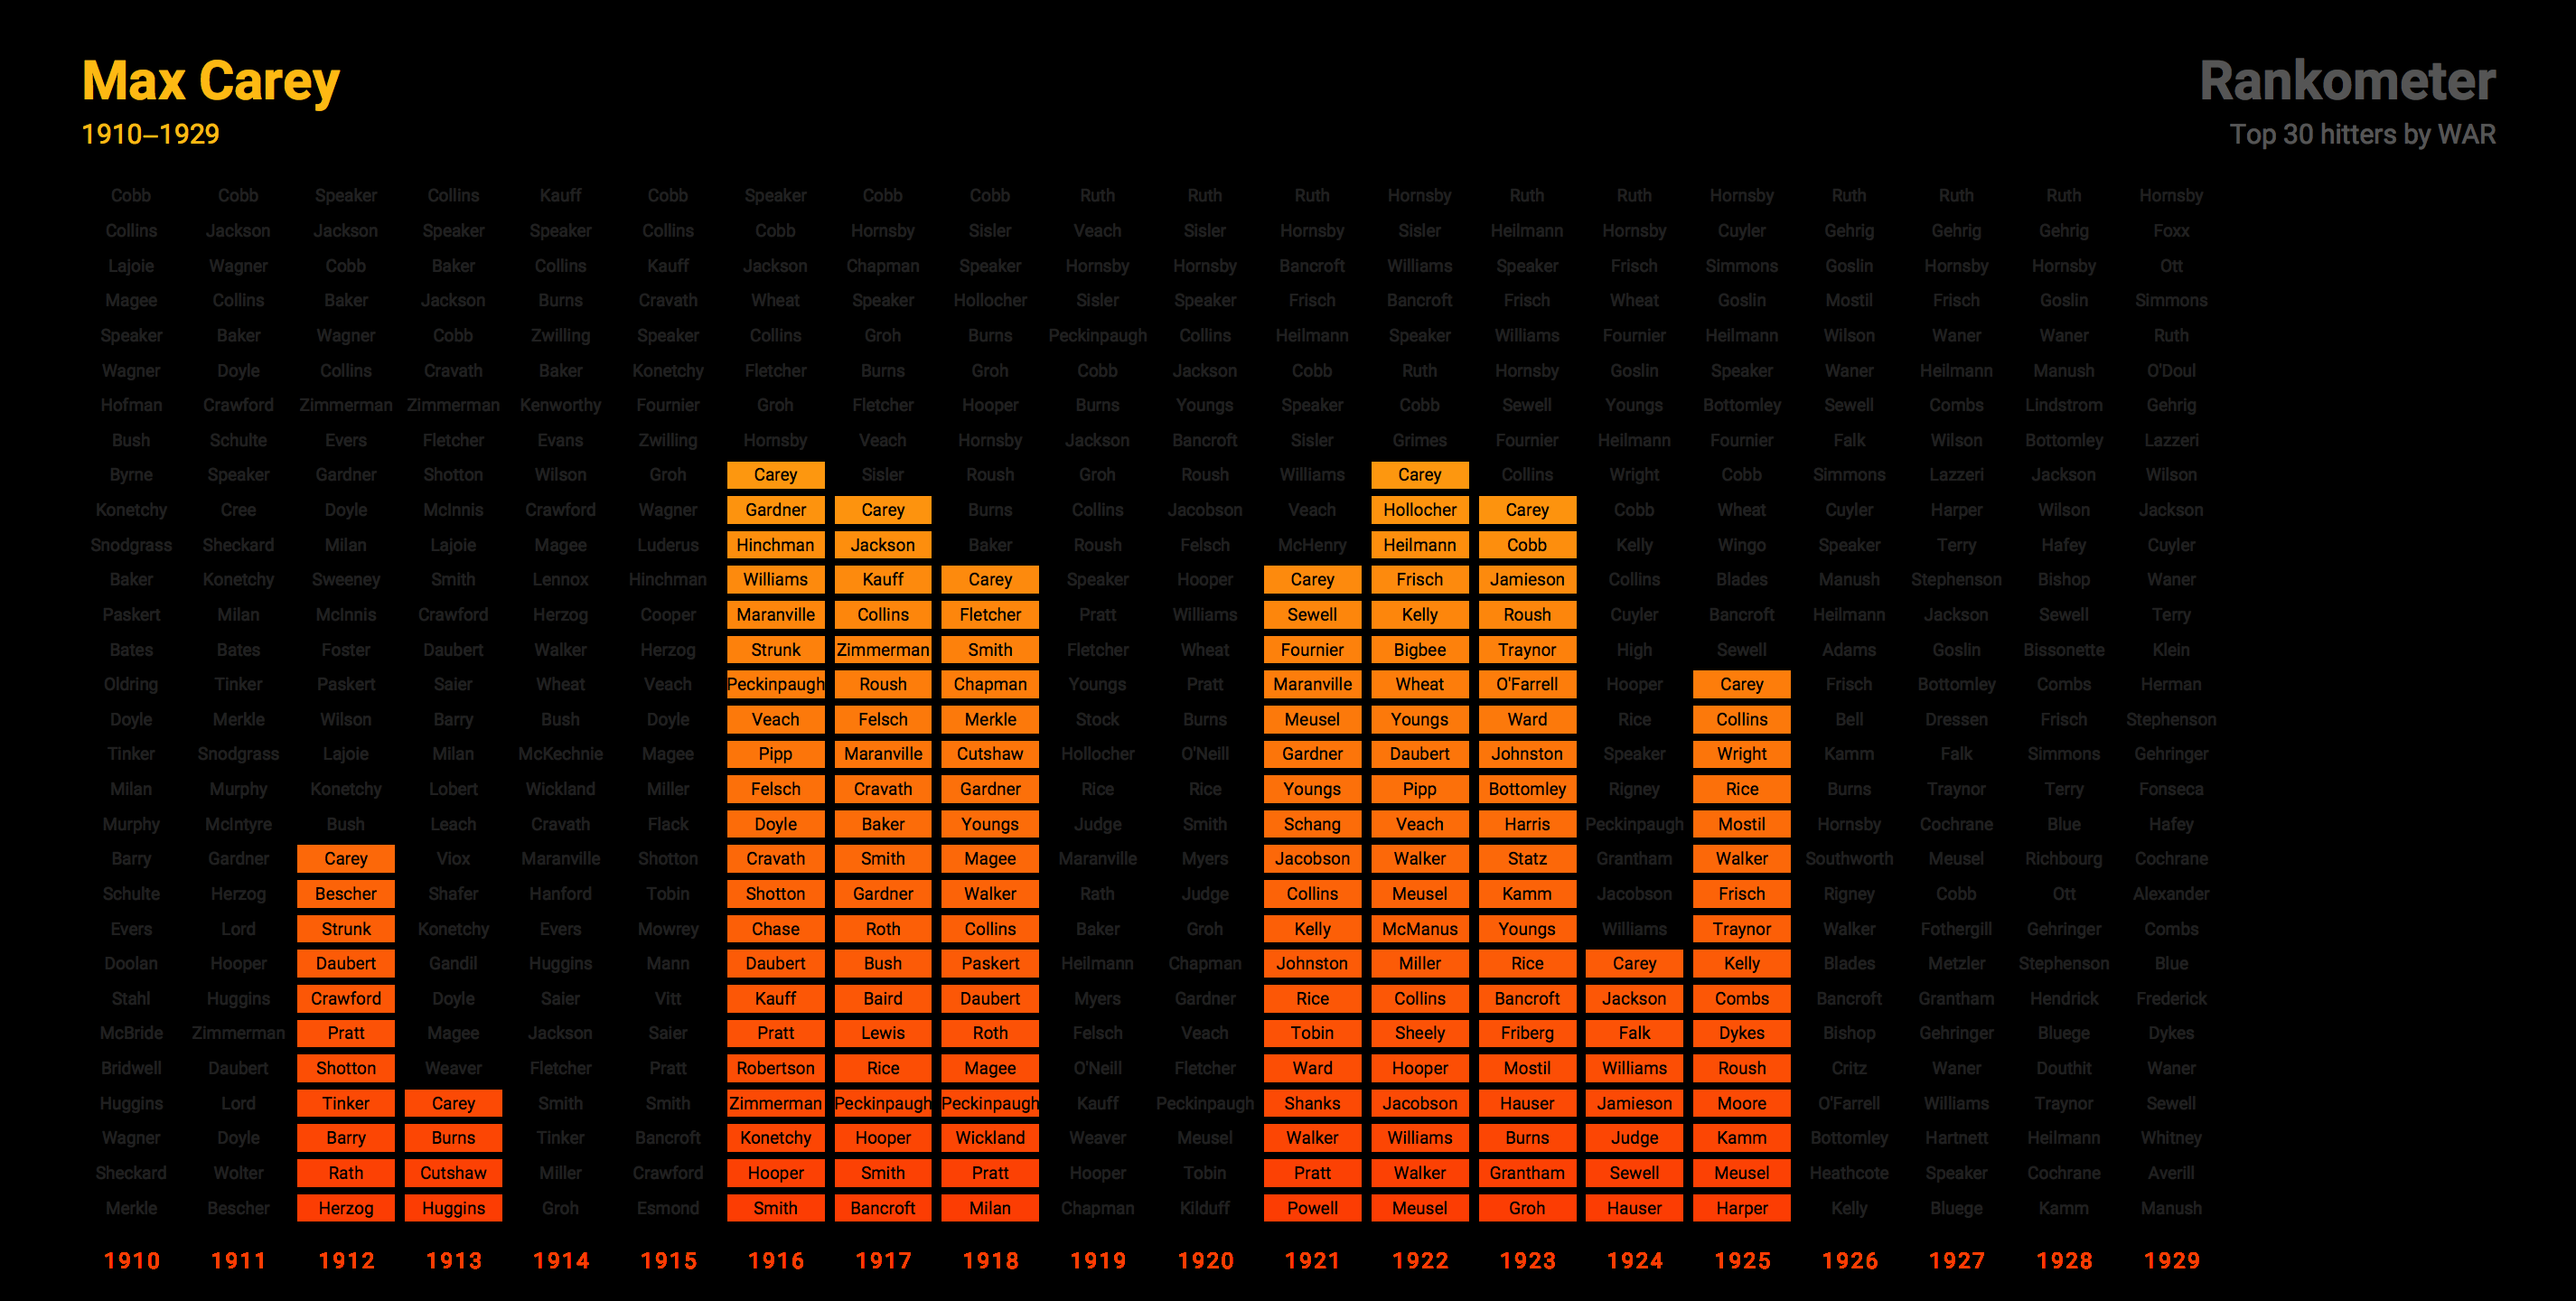 Max Carey
1910–1929
Rankometer
Top 30 hitters by WAR
Cobb Cobb Speaker Collins Kauff Cobb Speaker Cobb Cobb Ruth Ruth Ruth Hornsby Ruth Ruth Hornsby Ruth Ruth Ruth Hornsby
Collins Jackson Jackson Speaker Speaker Collins Cobb Hornsby Sisler Veach Sisler Hornsby Sisler Heilmann Hornsby Cuyler Gehrig Gehrig Gehrig Foxx
Lajoie Wagner Cobb Baker Collins Kauff Jackson Chapman Speaker Hornsby Hornsby Bancroft Williams Speaker Frisch Simmons Goslin Hornsby Hornsby Ott
Magee Collins Baker Jackson Burns Cravath Wheat Speaker Hollocher Sisler Speaker Frisch Bancroft Frisch Wheat Goslin Mostil Frisch Goslin Simmons
Speaker Baker Wagner Cobb Zwilling Speaker Collins Groh Burns Peckinpaugh Collins Heilmann Speaker Williams Fournier Heilmann Wilson Waner Waner Ruth
Wagner Doyle Collins Cravath Baker Konetchy Fletcher Burns Groh Cobb Jackson Cobb Ruth Hornsby Goslin Speaker Waner Heilmann Manush O'Doul
Hofman Crawford Zimmerman Zimmerman Kenworthy Fournier Groh Fletcher Hooper Burns Youngs Speaker Cobb Sewell Youngs Bottomley Sewell Combs Lindstrom Gehrig
Bush Schulte Evers Fletcher Evans Zwilling Hornsby Veach Hornsby Jackson Bancroft Sisler Grimes Fournier Heilmann Fournier Falk Wilson Bottomley Lazzeri
Byrne Speaker Gardner Shotton Wilson Groh Carey Sisler Roush Groh Roush Williams Carey Collins Wright Cobb Simmons Lazzeri Jackson Wilson
Konetchy Cree Doyle McInnis Crawford Wagner Gardner Carey Burns Collins Jacobson Veach Hollocher Carey Cobb Wheat Cuyler Harper Wilson Jackson
Snodgrass Sheckard Milan Lajoie Magee Luderus Hinchman Jackson Baker Roush Felsch McHenry Heilmann Cobb Kelly Wingo Speaker Terry Hafey Cuyler
Baker Konetchy Sweeney Smith Lennox Hinchman Williams Kauff Carey Speaker Hooper Carey Frisch Jamieson Collins Blades Manush Stephenson Bishop Waner
Paskert Milan McInnis Crawford Herzog Cooper Maranville Collins Fletcher Pratt Williams Sewell Kelly Roush Cuyler Bancroft Heilmann Jackson Sewell Terry
Bates Bates Foster Daubert Walker Herzog Strunk Zimmerman Smith Fletcher Wheat Fournier Bigbee Traynor High Sewell Adams Goslin Bissonette Klein
Oldring Tinker Paskert Saier Wheat Veach Peckinpaugh Roush Chapman Youngs Pratt Maranville Wheat O'Farrell Hooper Carey Frisch Bottomley Combs Herman
Doyle Merkle Wilson Barry Bush Doyle Veach Felsch Merkle Stock Burns Meusel Youngs Ward Rice Collins Bell Dressen Frisch Stephenson
Tinker Snodgrass Lajoie Milan McKechnie Magee Pipp Maranville Cutshaw Hollocher O'Neill Gardner Daubert Johnston Speaker Wright Kamm Falk Simmons Gehringer
Milan Murphy Konetchy Lobert Wickland Miller Felsch Cravath Gardner Rice Rice Youngs Pipp Bottomley Rigney Rice Burns Traynor Terry Fonseca
Murphy McIntyre Bush Leach Cravath Flack Doyle Baker Youngs Judge Smith Schang Veach Harris Peckinpaugh Mostil Hornsby Cochrane Blue Hafey
Barry Gardner Carey Viox Maranville Shotton Cravath Smith Magee Maranville Myers Jacobson Walker Statz Grantham Walker Southworth Meusel Richbourg Cochrane
Schulte Herzog Bescher Shafer Hanford Tobin Shotton Gardner Walker Rath Judge Collins Meusel Kamm Jacobson Frisch Rigney Cobb Ott Alexander
Evers Lord Strunk Konetchy Evers Mowrey Chase Roth Collins Baker Groh Kelly McManus Youngs Williams Traynor Walker Fothergill Gehringer Combs
Doolan Hooper Daubert Gandil Huggins Mann Daubert Bush Paskert Heilmann Chapman Johnston Miller Rice Carey Kelly Blades Metzler Stephenson Blue
Stahl Huggins Crawford Doyle Saier Vitt Kauff Baird Daubert Myers Gardner Rice Collins Bancroft Jackson Combs Bancroft Grantham Hendrick Frederick
McBride Zimmerman Pratt Magee Jackson Saier Pratt Lewis Roth Felsch Veach Tobin Sheely Friberg Falk Dykes Bishop Gehringer Bluege Dykes
Bridwell Daubert Shotton Weaver Fletcher Pratt Robertson Rice Magee O'Neill Fletcher Ward Hooper Mostil Williams Roush Critz Waner Douthit Waner
Huggins Lord Tinker Carey Smith Smith Zimmerman Peckinpaugh Peckinpaugh Kauff Peckinpaugh Shanks Jacobson Hauser Jamieson Moore O'Farrell Williams Traynor Sewell
Wagner Doyle Barry Burns Tinker Bancroft Konetchy Hooper Wickland Weaver Meusel Walker Williams Burns Judge Kamm Bottomley Hartnett Heilmann Whitney
Sheckard Wolter Rath Cutshaw Miller Crawford Hooper Smith Pratt Hooper Tobin Pratt Walker Grantham Sewell Meusel Heathcote Speaker Cochrane Averill
Merkle Bescher Herzog Huggins Groh Esmond Smith Bancroft Milan Chapman Kilduff Powell Meusel Groh Hauser Harper Kelly Bluege Kamm Manush
1910 1911 1912 1913 1914 1915 1916 1917 1918 1919 1920 1921 1922 1923 1924 1925 1926 1927 1928 1929